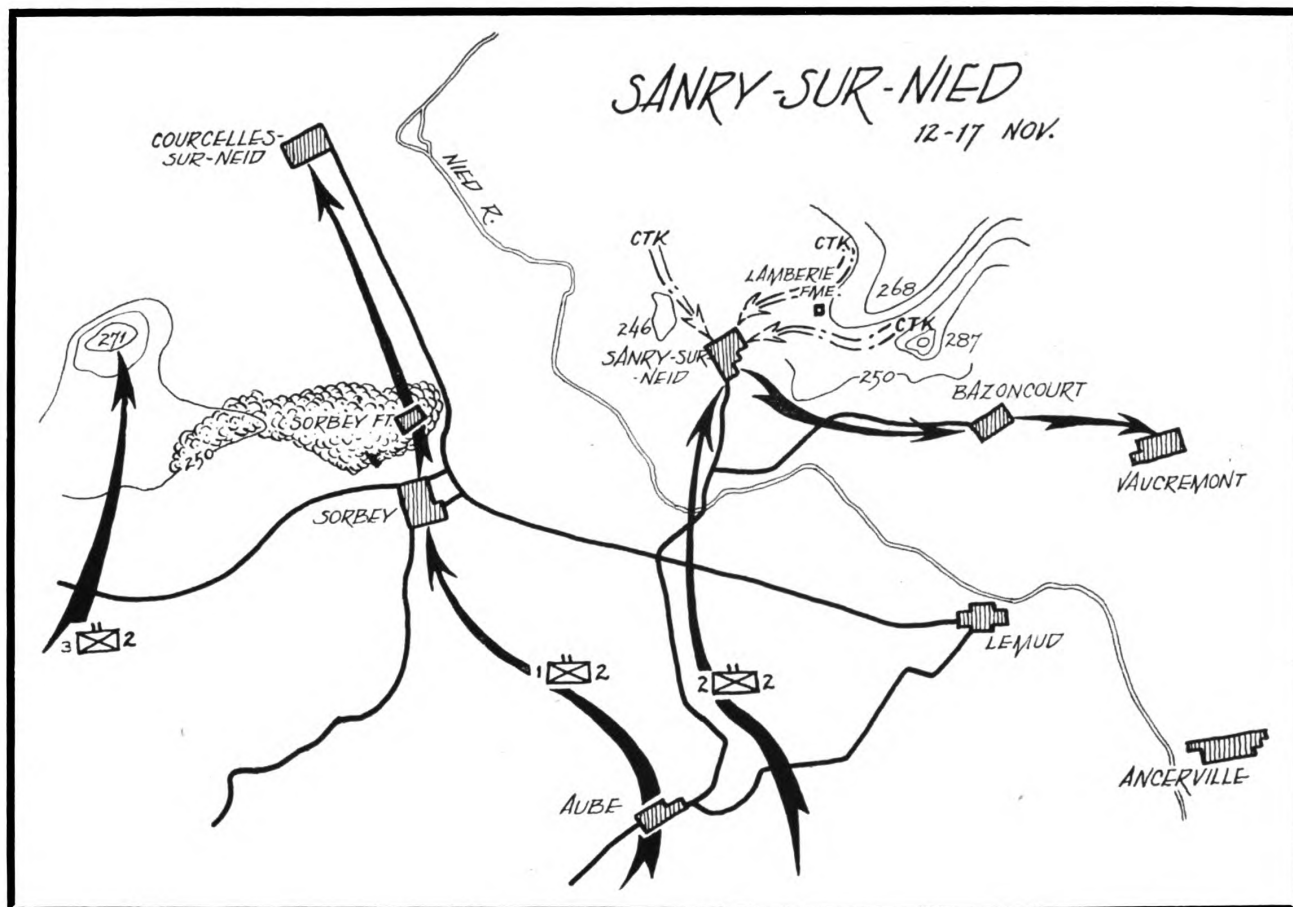 SANRY-SUR-NIED
12-17 NOV.
COURCELLES-
SUR-NEID
NIED R.
CTK
CTK
LAMBERIE
FME.
268
271
246
CTK
287
SANRY-SUR-
-NEID
250
BAZONCOURT
SORBEY FT.
250
VAUCREMONT
SORBEY
LEMUD
3 2
1 2
2 2
ANCERVILLE
AUBE